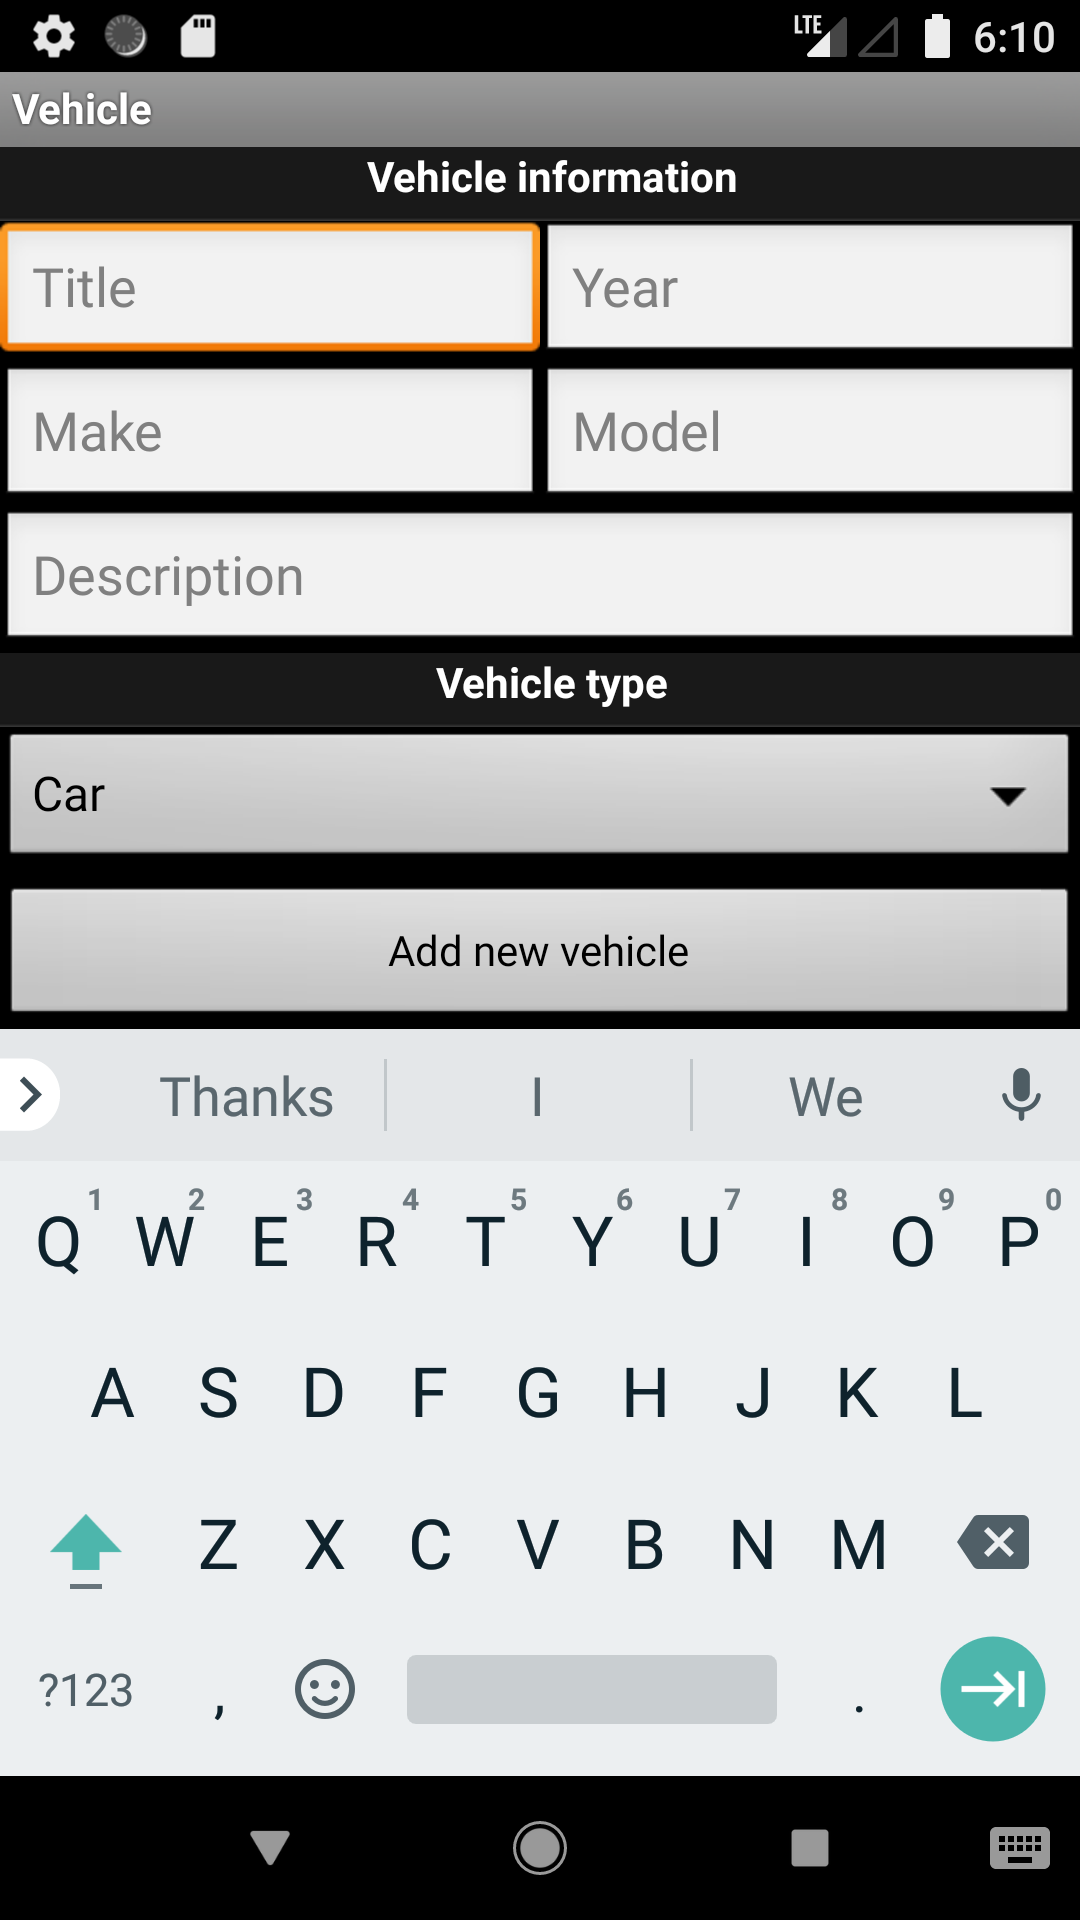 LTE 6:10
Vehicle
Vehicle information
Title Year
Make Model
Description
Vehicle type
Car
Add new vehicle
Thanks I We
1 2 3 4 5 6 7 8 9 0
Q W E R T Y U I O P
A S D F G H J K L
Z X C V B N M
?123 , .